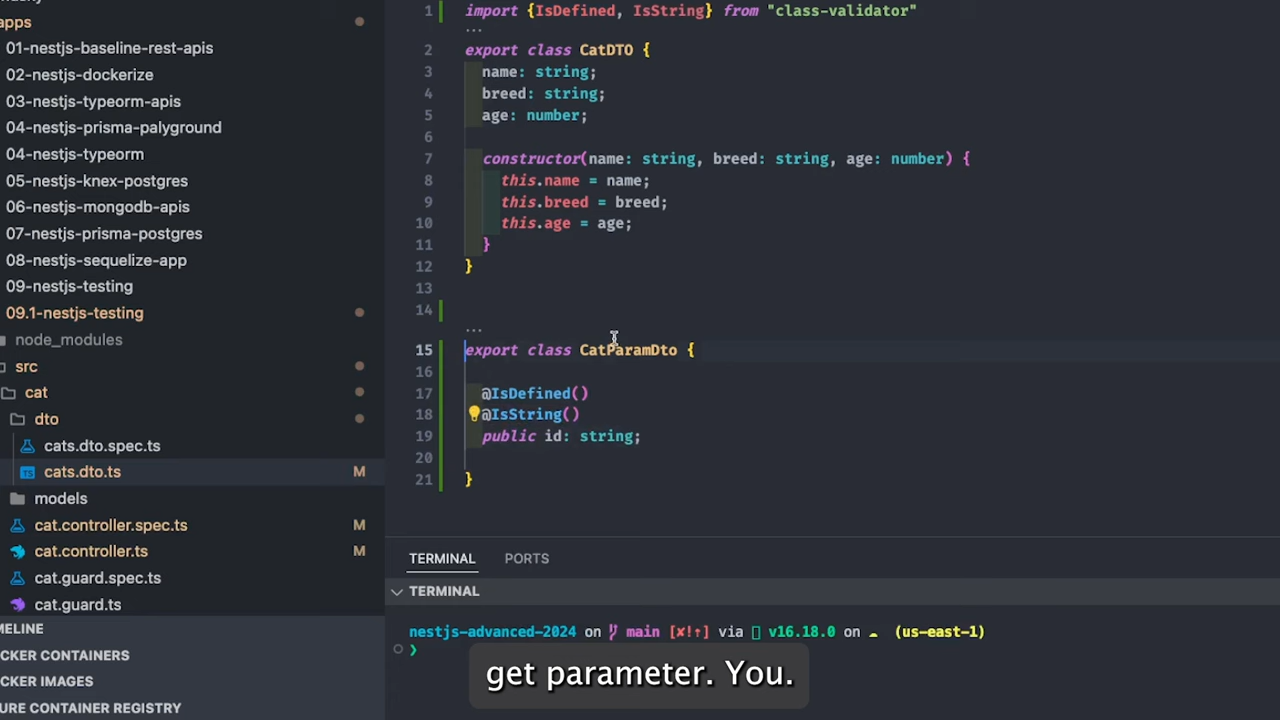 apps
01-nestjs-baseline-rest-apis
02-nestjs-dockerize
03-nestjs-typeorm-apis
04-nestjs-prisma-palyground
04-nestjs-typeorm
05-nestjs-knex-postgres
06-nestjs-mongodb-apis
07-nestjs-prisma-postgres
08-nestjs-sequelize-app
09-nestjs-testing
09.1-nestjs-testing
node_modules
src
cat
dto
cats.dto.spec.ts
cats.dto.ts M
models
cat.controller.spec.ts M
cat.controller.ts M
cat.guard.spec.ts
cat.guard.ts
MELINE
CKER CONTAINERS
CKER IMAGES
URE CONTAINER REGISTRY
1 import {IsDefined, IsString} from "class-validator"
...
2 export class CatDTO {
3 name: string;
4 breed: string;
5 age: number;
6
7 constructor(name: string, breed: string, age: number) {
8 this.name = name;
9 this.breed = breed;
10 this.age = age;
11 }
12 }
13
14
...
15 export class CatParamDto {
16
17 @IsDefined()
18 @IsString()
19 public id: string;
20
21 }
TERMINAL PORTS
TERMINAL
nestjs-advanced-2024 on main [✘!↑] via v16.18.0 on (us-east-1)
❯
get parameter. You.